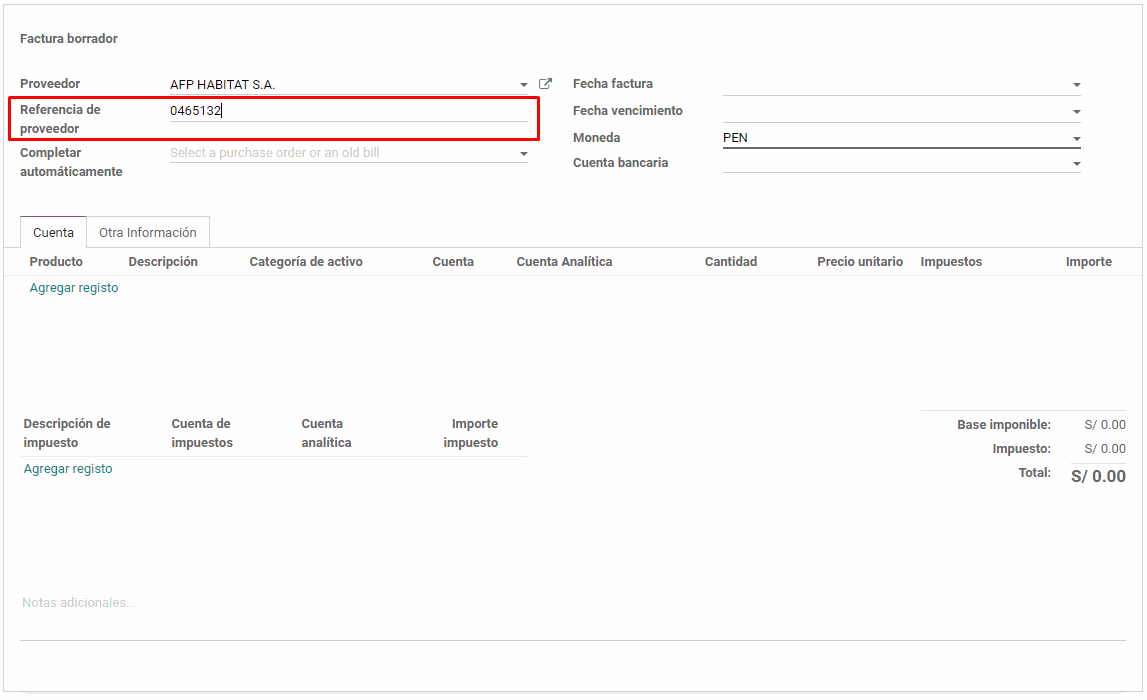 Factura borrador
Proveedor AFP HABITAT S.A. Fecha factura
Referencia de proveedor 0465132 Fecha vencimiento
Completar automáticamente Select a purchase order or an old bill Moneda PEN
Cuenta bancaria
Cuenta Otra Información
Producto Descripción Categoría de activo Cuenta Cuenta Analítica Cantidad Precio unitario Impuestos Importe
Agregar registo
Descripción de impuesto Cuenta de impuestos Cuenta analítica Importe impuesto
Agregar registo
Base imponible: S/ 0.00
Impuesto: S/ 0.00
Total: S/ 0.00
Notas adicionales...